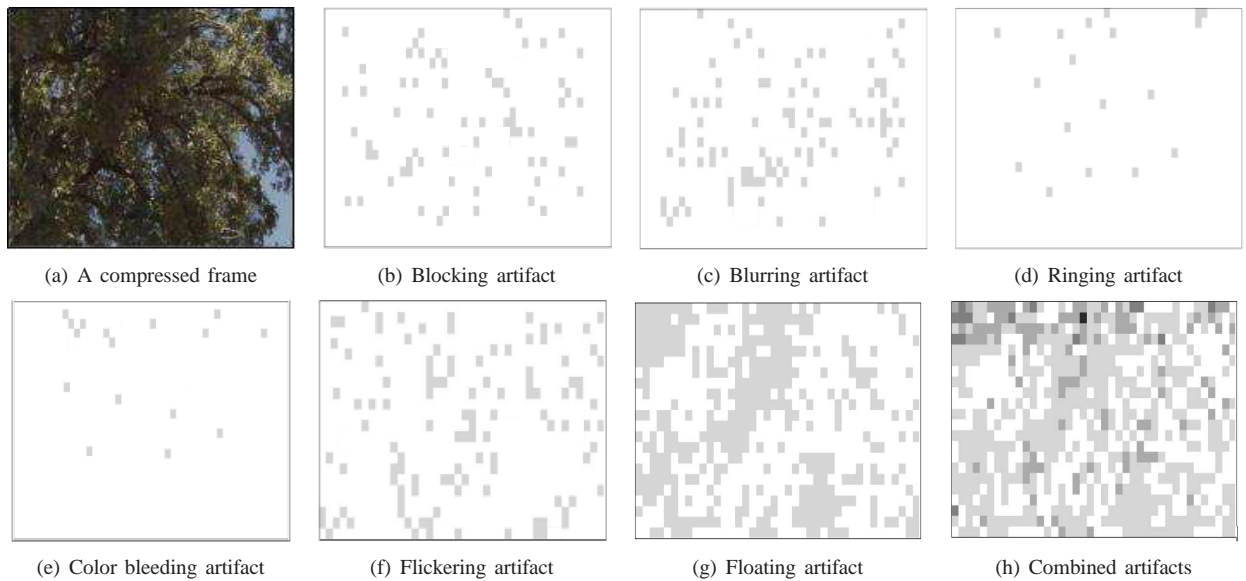 (a) A compressed frame
(b) Blocking artifact
(c) Blurring artifact
(d) Ringing artifact
(e) Color bleeding artifact
(f) Flickering artifact
(g) Floating artifact
(h) Combined artifacts